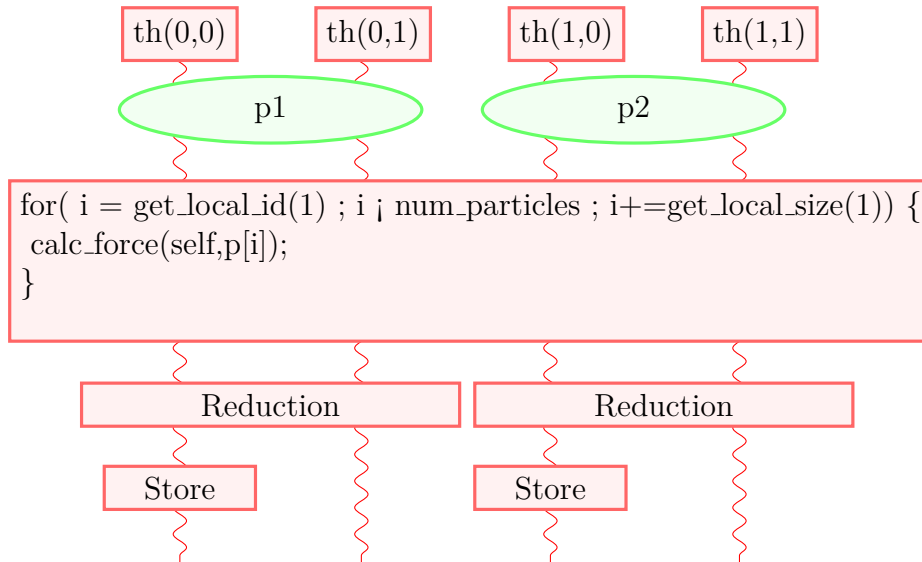 th(0,0) th(0,1) th(1,0) th(1,1)
p1 p2
for( i = get_local_id(1) ; i ¡ num_particles ; i+=get_local_size(1)) {
calc_force(self,p[i]);
}
Reduction Reduction
Store Store